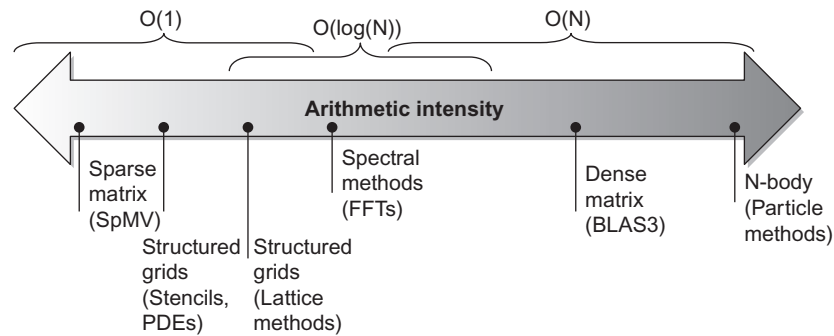 O(1)
O(log(N))
O(N)
Arithmetic intensity
Sparse
matrix
(SpMV)
Structured
grids
(Stencils,
PDEs)
Structured
grids
(Lattice
methods)
Spectral
methods
(FFTs)
Dense
matrix
(BLAS3)
N-body
(Particle
methods)